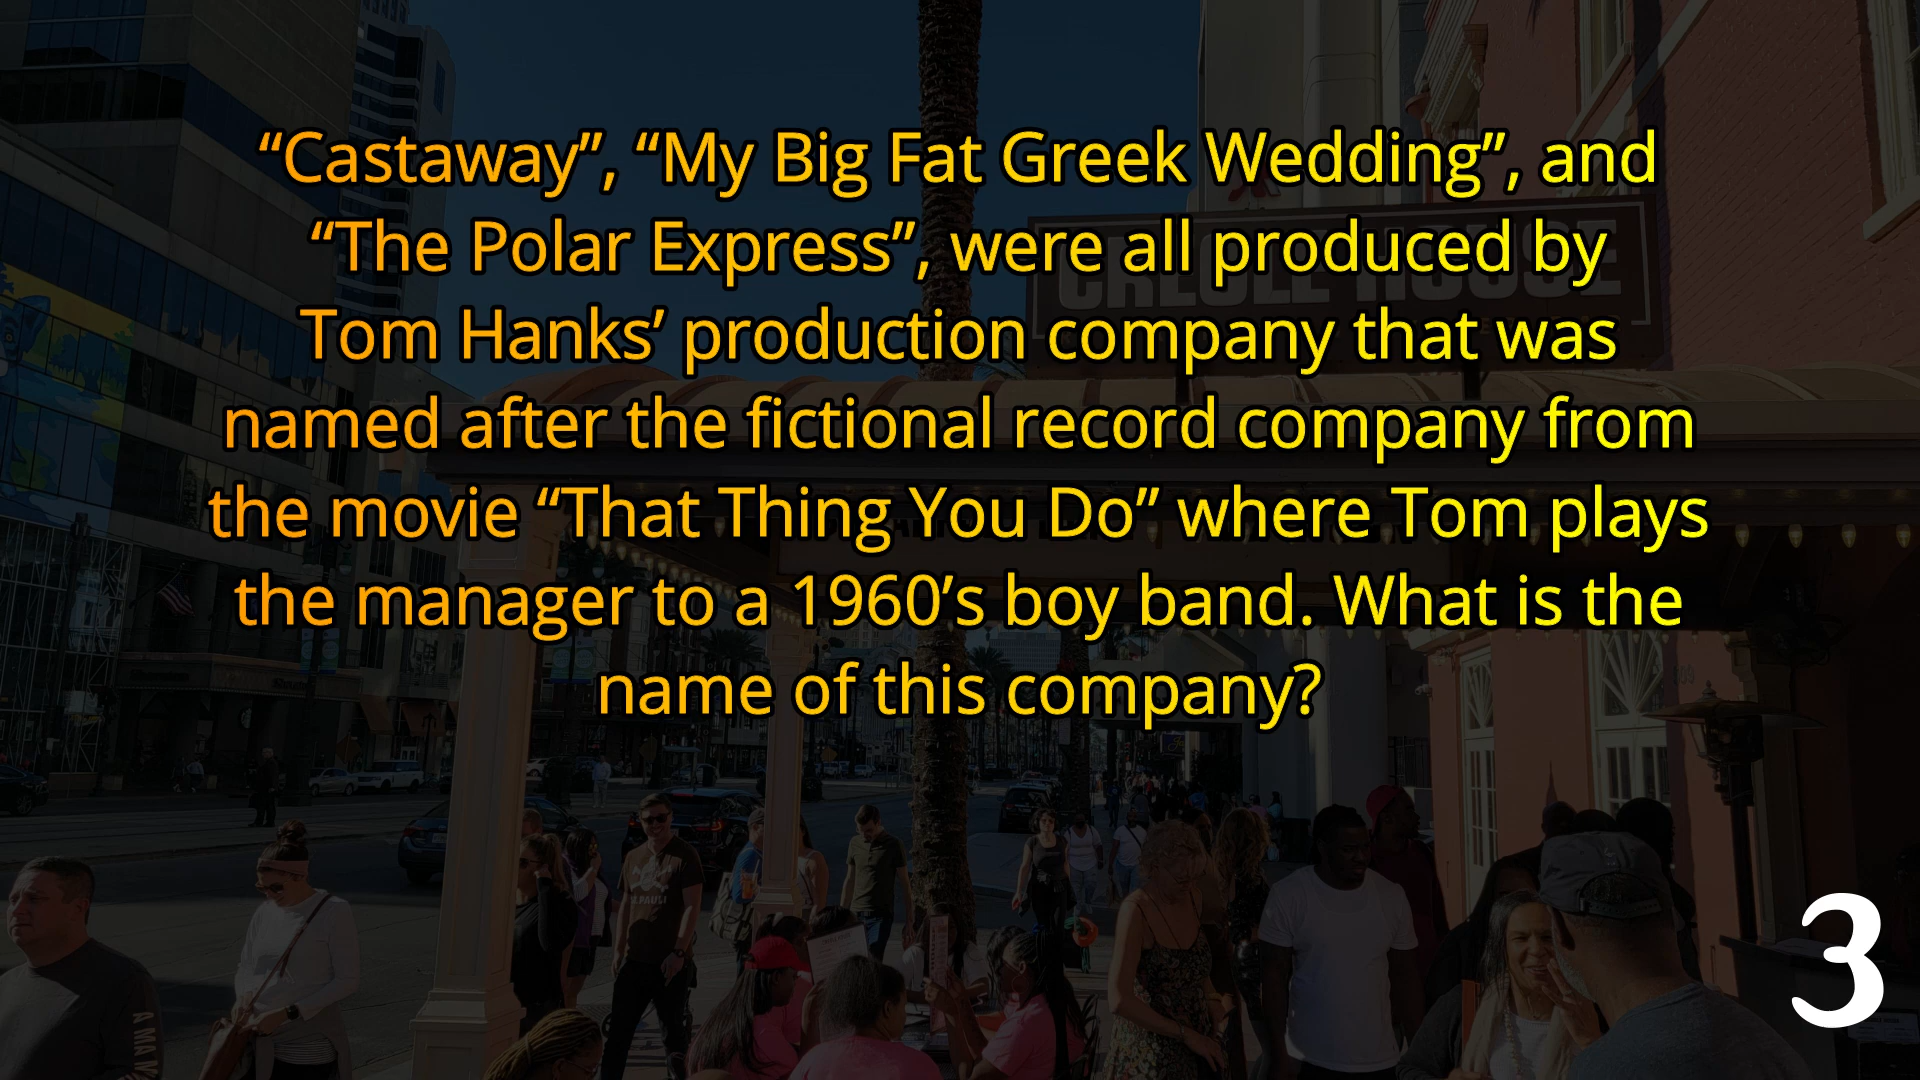 “Castaway”, “My Big Fat Greek Wedding”, and
“The Polar Express”, were all produced by
Tom Hanks’ production company that was
named after the fictional record company from
the movie “That Thing You Do” where Tom plays
the manager to a 1960’s boy band. What is the
name of this company?
CREOLE HOUSE
3